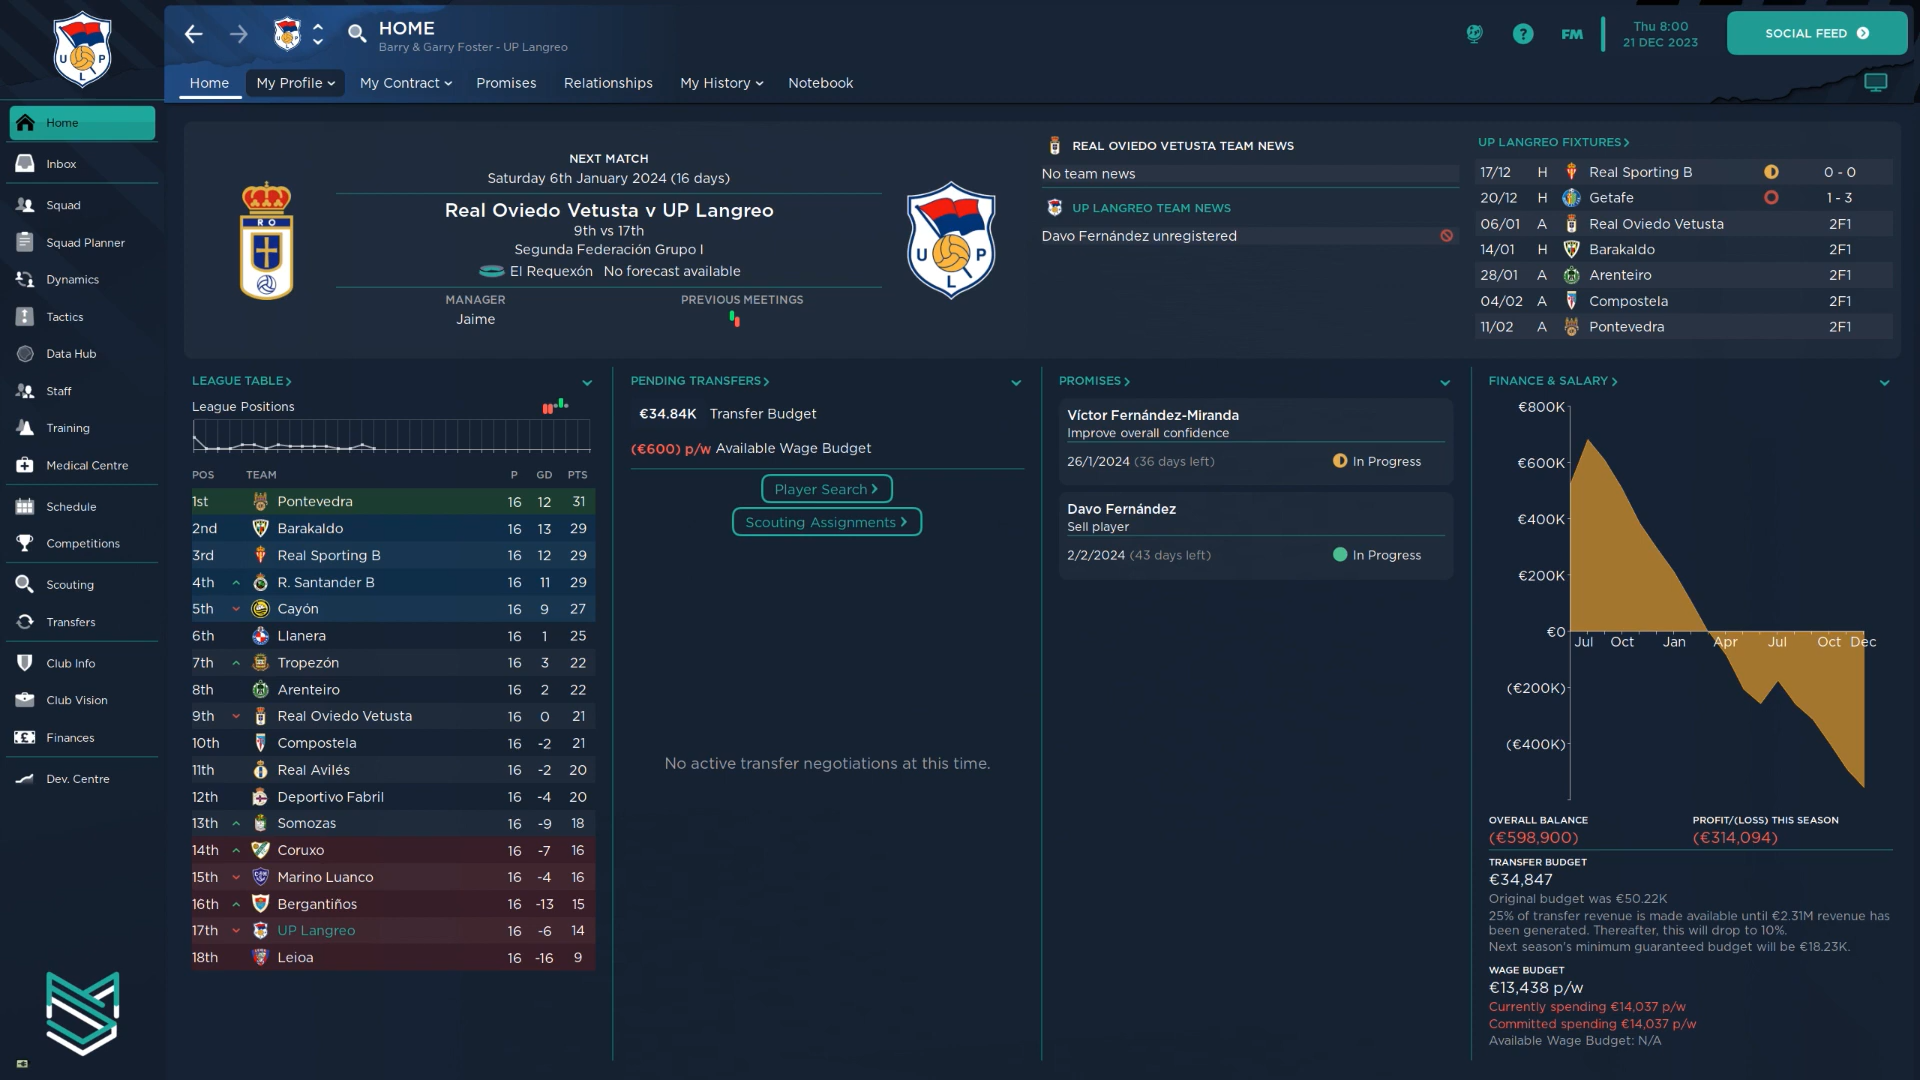 HOME
Barry & Garry Foster - UP Langreo
FM
Thu 8:00
21 DEC 2023
SOCIAL FEED
Home
My Profile
My Contract
Promises
Relationships
My History
Notebook
U P L
Home
Inbox
Squad
Squad Planner
Dynamics
Tactics
Data Hub
Staff
Training
Medical Centre
Schedule
Competitions
Scouting
Transfers
Club Info
Club Vision
Finances
Dev. Centre
NEXT MATCH
Saturday 6th January 2024 (16 days)
Real Oviedo Vetusta v UP Langreo
9th vs 17th
Segunda Federación Grupo I
El Requexón No forecast available
MANAGER
Jaime
PREVIOUS MEETINGS
R O
U P L
REAL OVIEDO VETUSTA TEAM NEWS
No team news
UP LANGREO TEAM NEWS
Davo Fernández unregistered
UP LANGREO FIXTURES
17/12 H Real Sporting B 0 - 0
20/12 H Getafe 1 - 3
06/01 A Real Oviedo Vetusta 2F1
14/01 H Barakaldo 2F1
28/01 A Arenteiro 2F1
04/02 A Compostela 2F1
11/02 A Pontevedra 2F1
LEAGUE TABLE
League Positions
POS TEAM P GD PTS
1st Pontevedra 16 12 31
2nd Barakaldo 16 13 29
3rd Real Sporting B 16 12 29
4th R. Santander B 16 11 29
5th Cayón 16 9 27
6th Llanera 16 1 25
7th Tropezón 16 3 22
8th Arenteiro 16 2 22
9th Real Oviedo Vetusta 16 0 21
10th Compostela 16 -2 21
11th Real Avilés 16 -2 20
12th Deportivo Fabril 16 -4 20
13th Somozas 16 -9 18
14th Coruxo 16 -7 16
15th Marino Luanco 16 -4 16
16th Bergantiños 16 -13 15
17th UP Langreo 16 -6 14
18th Leioa 16 -16 9
PENDING TRANSFERS
€34.84K Transfer Budget
(€600) p/w Available Wage Budget
Player Search
Scouting Assignments
No active transfer negotiations at this time.
PROMISES
Víctor Fernández-Miranda
Improve overall confidence
26/1/2024 (36 days left) In Progress
Davo Fernández
Sell player
2/2/2024 (43 days left) In Progress
FINANCE & SALARY
€800K
€600K
€400K
€200K
€0
(€200K)
(€400K)
Jul Oct Jan Apr Jul Oct Dec
OVERALL BALANCE
(€598,900)
PROFIT/(LOSS) THIS SEASON
(€314,094)
TRANSFER BUDGET
€34,847
Original budget was €50.22K
25% of transfer revenue is made available until €2.31M revenue has
been generated. Thereafter, this will drop to 10%.
Next season's minimum guaranteed budget will be €18.23K.
WAGE BUDGET
€13,438 p/w
Currently spending €14,037 p/w
Committed spending €14,037 p/w
Available Wage Budget: N/A